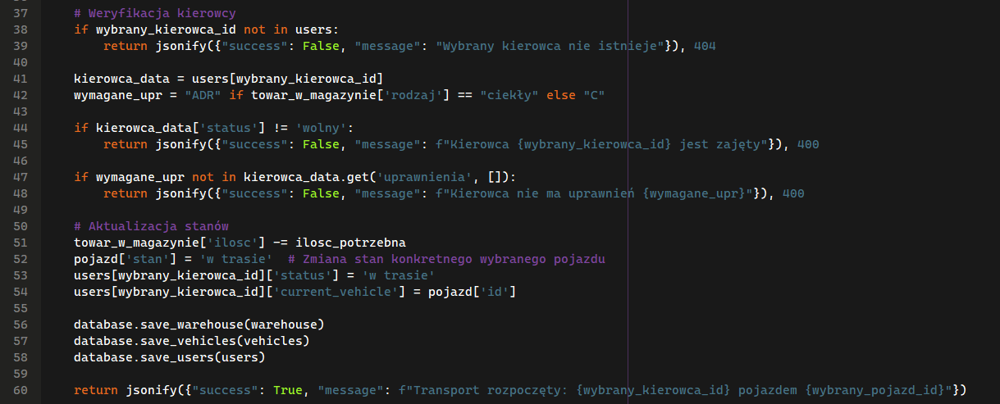 37 # Weryfikacja kierowcy
38 if wybrany_kierowca_id not in users:
39 return jsonify({"success": False, "message": "Wybrany kierowca nie istnieje"}), 404
40
41 kierowca_data = users[wybrany_kierowca_id]
42 wymagane_upr = "ADR" if towar_w_magazynie['rodzaj'] == "ciekły" else "C"
43
44 if kierowca_data['status'] != 'wolny':
45 return jsonify({"success": False, "message": f"Kierowca {wybrany_kierowca_id} jest zajęty"}), 400
46
47 if wymagane_upr not in kierowca_data.get('uprawnienia', []):
48 return jsonify({"success": False, "message": f"Kierowca nie ma uprawnień {wymagane_upr}"}), 400
49
50 # Aktualizacja stanów
51 towar_w_magazynie['ilosc'] -= ilosc_potrzebna
52 pojazd['stan'] = 'w trasie'  # Zmiana stan konkretnego wybranego pojazdu
53 users[wybrany_kierowca_id]['status'] = 'w trasie'
54 users[wybrany_kierowca_id]['current_vehicle'] = pojazd['id']
55
56 database.save_warehouse(warehouse)
57 database.save_vehicles(vehicles)
58 database.save_users(users)
59
60 return jsonify({"success": True, "message": f"Transport rozpoczęty: {wybrany_kierowca_id} pojazdem {wybrany_pojazd_id}"})